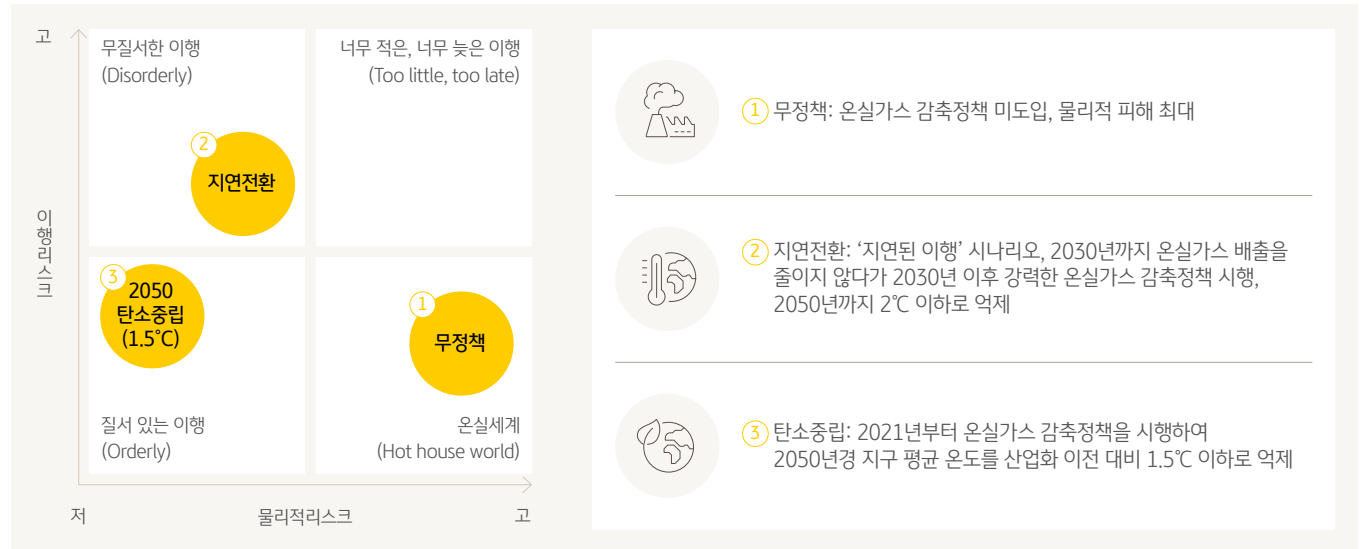 고
무질서한 이행
(Disorderly)
너무 적은, 너무 늦은 이행
(Too little, too late)
2
지연전환
이행리스크
3
2050
탄소중립
(1.5˚C)
1
무정책
질서 있는 이행
(Orderly)
온실세계
(Hot house world)
저
물리적리스크
고
1 무정책: 온실가스 감축정책 미도입, 물리적 피해 최대
2 지연전환: ‘지연된 이행’ 시나리오, 2030년까지 온실가스 배출을
줄이지 않다가 2030년 이후 강력한 온실가스 감축정책 시행,
2050년까지 2℃ 이하로 억제
3 탄소중립: 2021년부터 온실가스 감축정책을 시행하여
2050년경 지구 평균 온도를 산업화 이전 대비 1.5℃ 이하로 억제